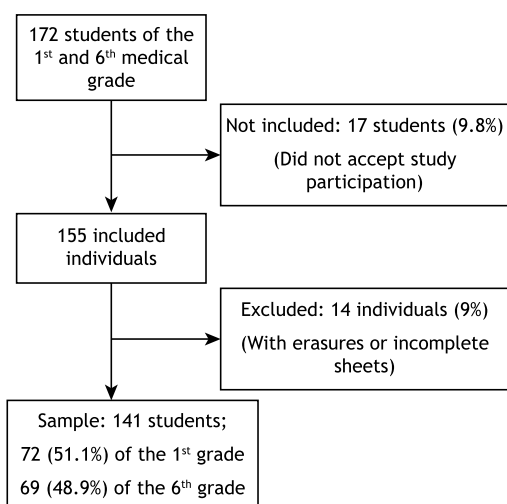 172 students of the
1st and 6th medical
grade
Not included: 17 students (9.8%)
(Did not accept study
participation)
155 included
individuals
Excluded: 14 individuals (9%)
(With erasures or incomplete
sheets)
Sample: 141 students;
72 (51.1%) of the 1st grade
69 (48.9%) of the 6th grade